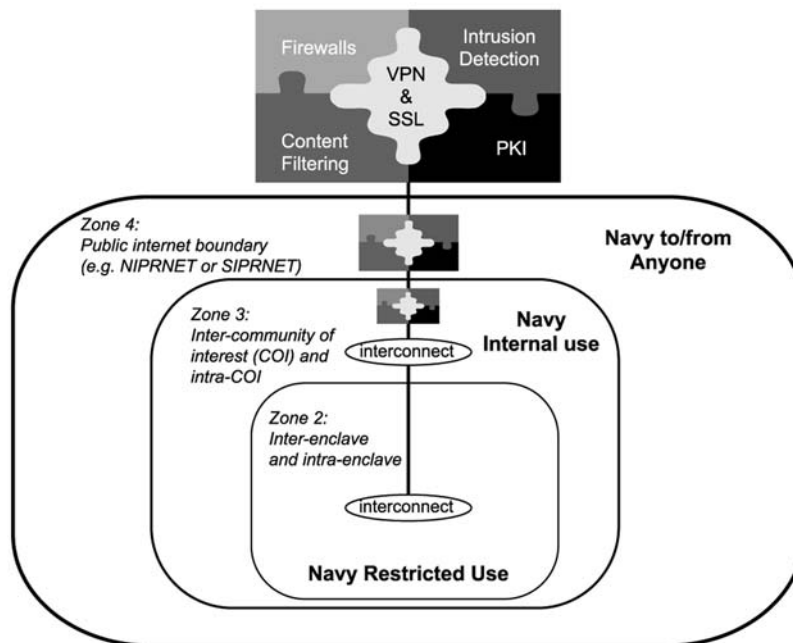 Firewalls
Intrusion
Detection
VPN
&
SSL
Content
Filtering
PKI
Zone 4:
Public internet boundary
(e.g. NIPRNET or SIPRNET)
Navy to/from
Anyone
Zone 3:
Inter-community of
interest (COI) and
intra-COI
Navy
Internal use
interconnect
Zone 2:
Inter-enclave
and intra-enclave
interconnect
Navy Restricted Use